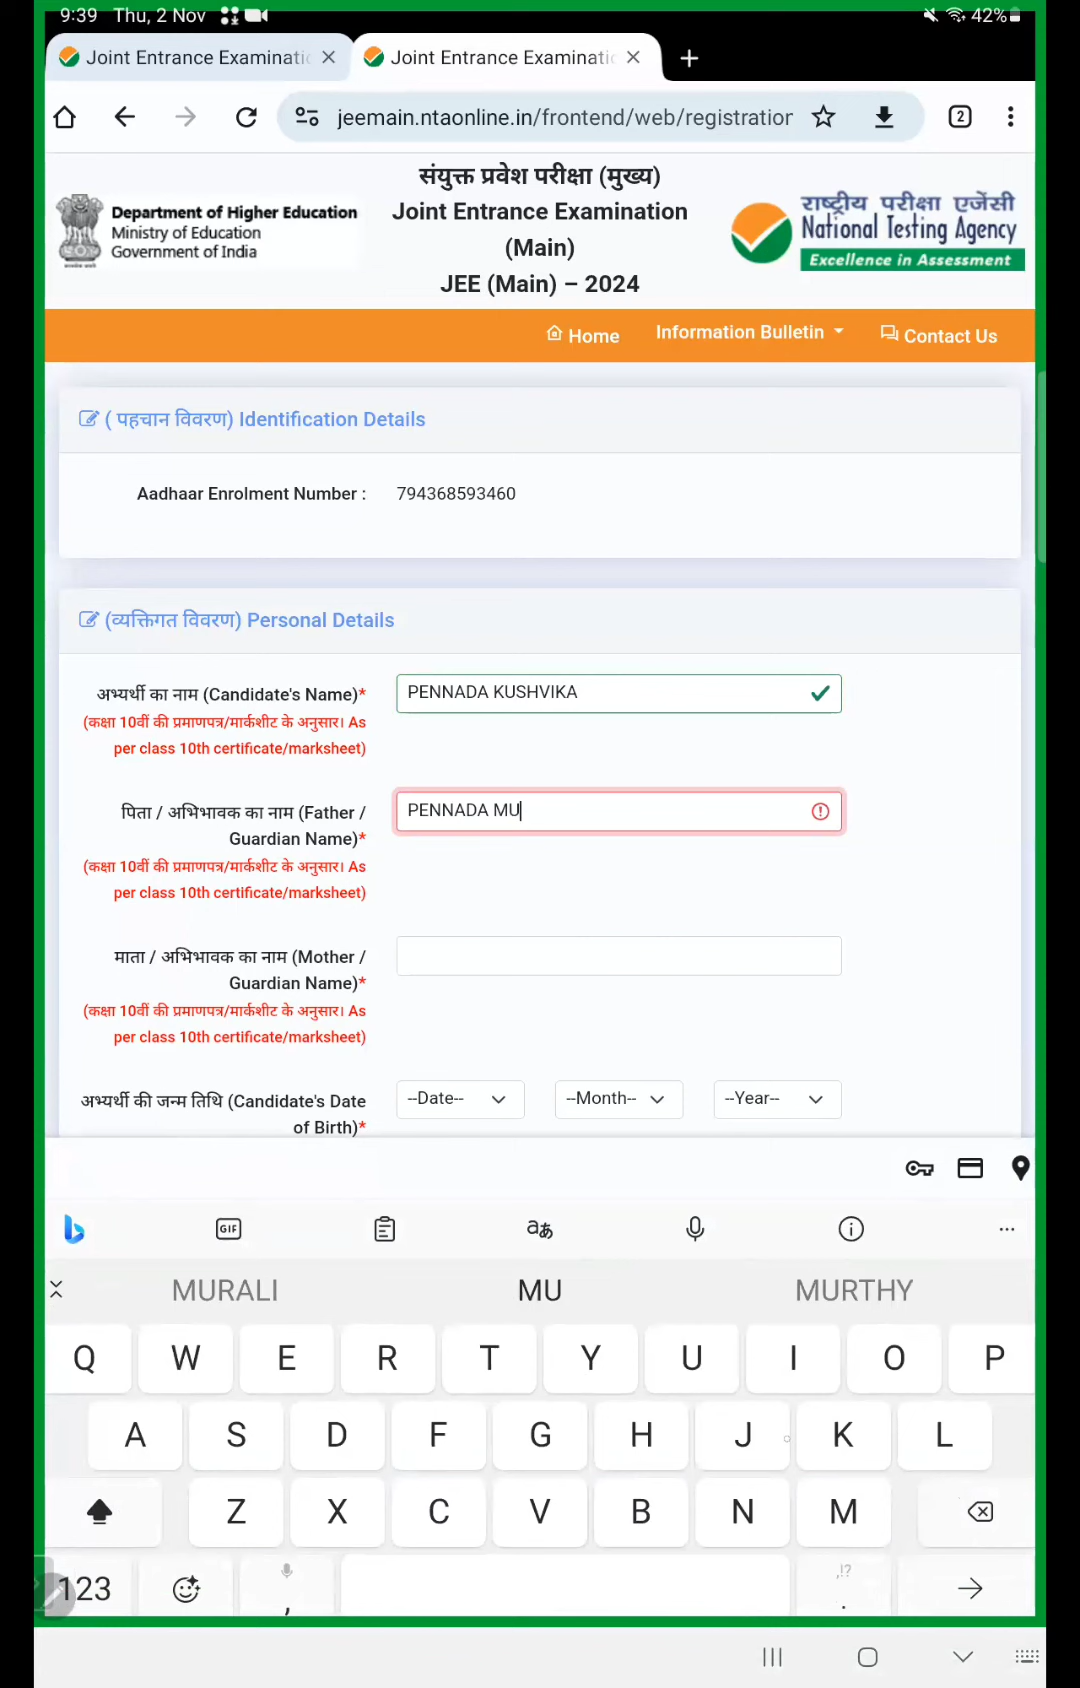 9:39 Thu, 2 Nov
42%
Joint Entrance Examinati
Joint Entrance Examinati
jeemain.ntaonline.in/frontend/web/registration
2
Department of Higher Education
Ministry of Education
Government of India
संयुक्त प्रवेश परीक्षा (मुख्य)
Joint Entrance Examination
(Main)
JEE (Main) – 2024
राष्ट्रीय परीक्षा एजेंसी
National Testing Agency
Excellence in Assessment
Home
Information Bulletin
Contact Us
( पहचान विवरण) Identification Details
Aadhaar Enrolment Number : 794368593460
(व्यक्तिगत विवरण) Personal Details
अभ्यर्थी का नाम (Candidate's Name)* PENNADA KUSHVIKA
(कक्षा 10वीं की प्रमाणपत्र/मार्कशीट के अनुसार। As
per class 10th certificate/marksheet)
पिता / अभिभावक का नाम (Father / PENNADA MU
Guardian Name)*
(कक्षा 10वीं की प्रमाणपत्र/मार्कशीट के अनुसार। As
per class 10th certificate/marksheet)
माता / अभिभावक का नाम (Mother /
Guardian Name)*
(कक्षा 10वीं की प्रमाणपत्र/मार्कशीट के अनुसार। As
per class 10th certificate/marksheet)
अभ्यर्थी की जन्म तिथि (Candidate's Date --Date-- --Month-- --Year--
of Birth)*
GIF
aあ
MURALI MU MURTHY
Q W E R T Y U I O P
A S D F G H J K L
Z X C V B N M
,!?
123 , .